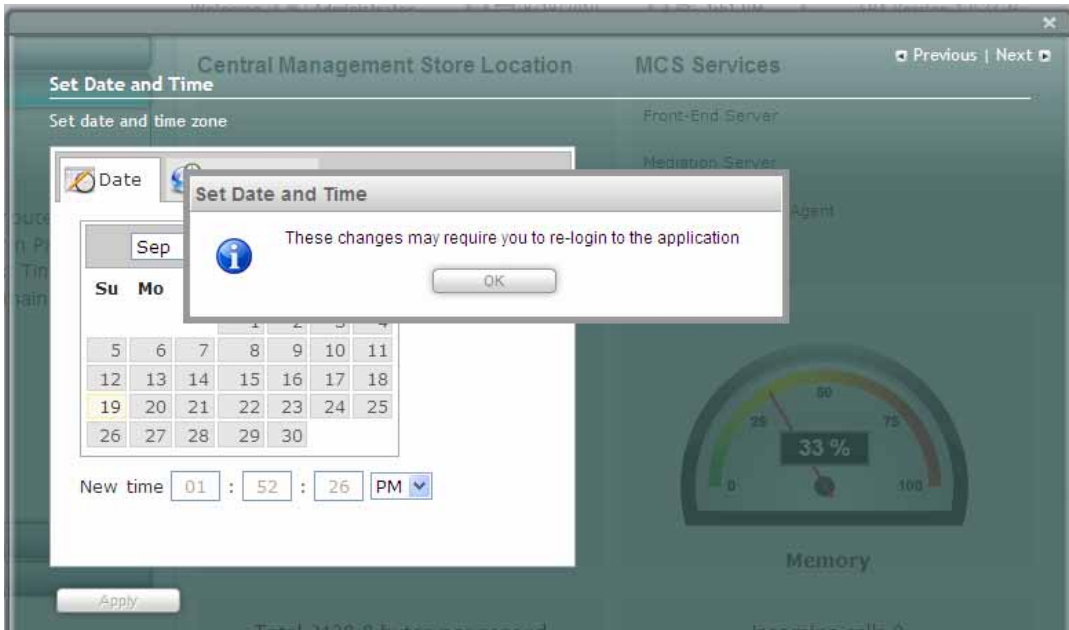 Previous | Next
Central Management Store Location
MCS Services
Set Date and Time
Set date and time zone
Front-End Server
Mediation Server
Agent
Date
Set Date and Time
These changes may require you to re-login to the application
OK
Sep
Su Mo
1 2 3 4
5 6 7 8 9 10 11
12 13 14 15 16 17 18
19 20 21 22 23 24 25
26 27 28 29 30
New time 01 : 52 : 26 PM
0 25 50 75 100
33 %
Memory
Apply